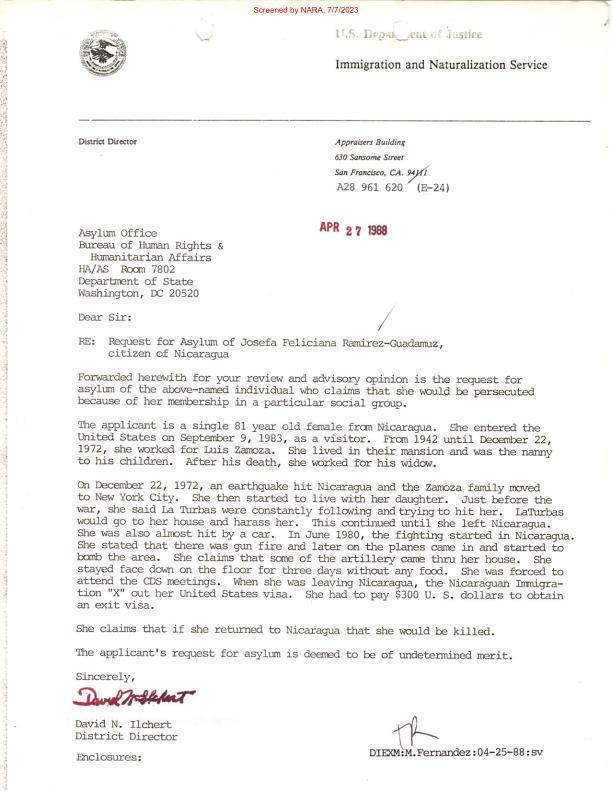 Screened by NARA, 7/7/2023
U.S. Department of Justice
Immigration and Naturalization Service
District Director
Appraisers Building
630 Sansome Street
San Francisco, CA. 94111
A28 961 620 (E-24)
APR 27 1988
Asylum Office
Bureau of Human Rights &
Humanitarian Affairs
HA/AS Room 7802
Department of State
Washington, DC 20520
Dear Sir:
RE: Request for Asylum of Josefa Feliciana Ramirez-Guadamuz,
citizen of Nicaragua
Forwarded herewith for your review and advisory opinion is the request for
asylum of the above-named individual who claims that she would be persecuted
because of her membership in a particular social group.
The applicant is a single 81 year old female from Nicaragua. She entered the
United States on September 9, 1983, as a visitor. From 1942 until December 22,
1972, she worked for Luis Zamoza. She lived in their mansion and was the nanny
to his children. After his death, she worked for his widow.
On December 22, 1972, an earthquake hit Nicaragua and the Zamoza family moved
to New York City. She then started to live with her daughter. Just before the
war, she said La Turbas were constantly following and trying to hit her. LaTurbas
would go to her house and harass her. This continued until she left Nicaragua.
She was also almost hit by a car. In June 1980, the fighting started in Nicaragua.
She stated that there was gun fire and later on the planes came in and started to
bomb the area. She claims that some of the artillery came thru her house. She
stayed face down on the floor for three days without any food. She was forced to
attend the CDS meetings. When she was leaving Nicaragua, the Nicaraguan Immigra-
tion "X" out her United States visa. She had to pay $300 U. S. dollars to obtain
an exit visa.
She claims that if she returned to Nicaragua that she would be killed.
The applicant's request for asylum is deemed to be of undetermined merit.
Sincerely,
David N. Ilchert
David N. Ilchert
District Director
DIEXM:M.Fernandez:04-25-88:sv
Enclosures: